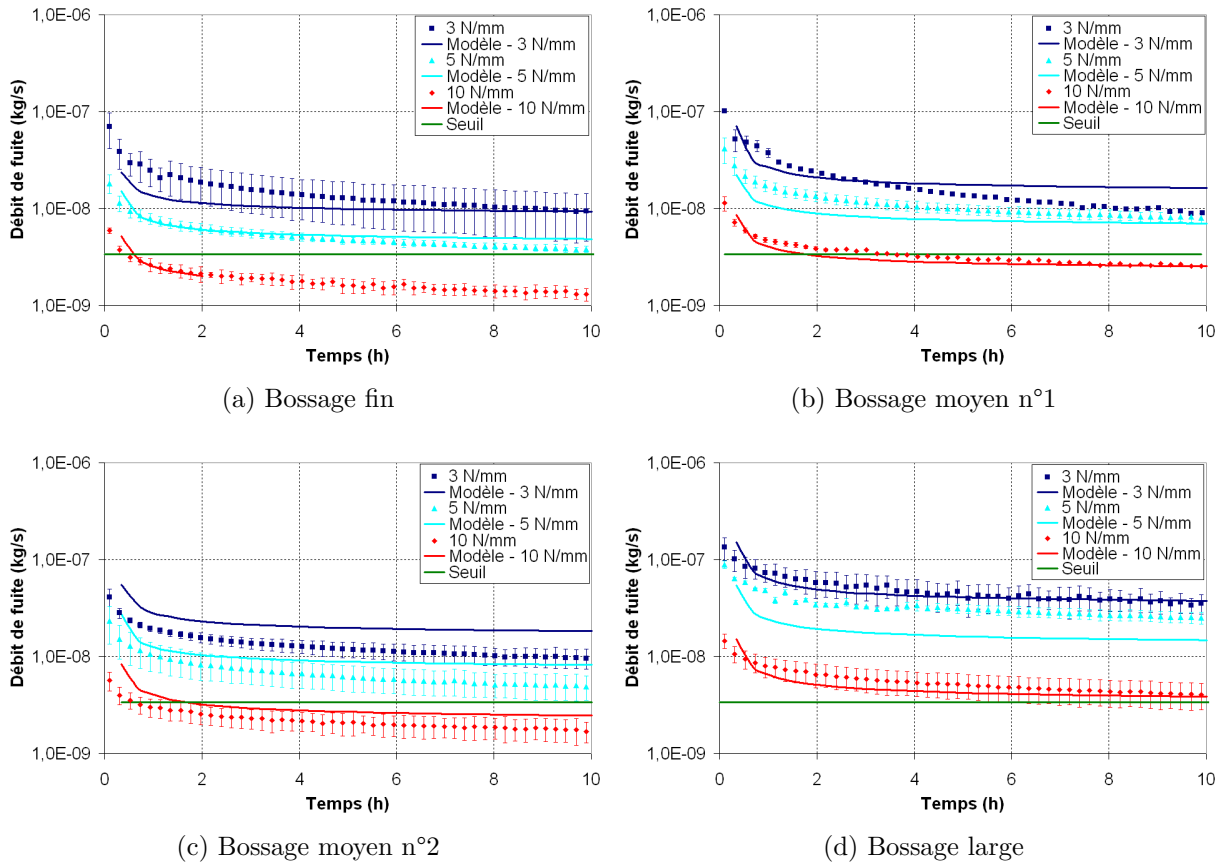 1,0E-06
1,0E-07
1,0E-08
1,0E-09
Débit de fuite (kg/s)
3 N/mm
Modèle - 3 N/mm
5 N/mm
Modèle - 5 N/mm
10 N/mm
Modèle - 10 N/mm
Seuil
0 2 4 6 8 10
Temps (h)
(a) Bossage fin
1,0E-06
1,0E-07
1,0E-08
1,0E-09
Débit de fuite (kg/s)
3 N/mm
Modèle - 3 N/mm
5 N/mm
Modèle - 5 N/mm
10 N/mm
Modèle - 10 N/mm
Seuil
0 2 4 6 8 10
Temps (h)
(b) Bossage moyen n°1
1,0E-06
1,0E-07
1,0E-08
1,0E-09
Débit de fuite (kg/s)
3 N/mm
Modèle - 3 N/mm
5 N/mm
Modèle - 5 N/mm
10 N/mm
Modèle - 10 N/mm
Seuil
0 2 4 6 8 10
Temps (h)
(c) Bossage moyen n°2
1,0E-06
1,0E-07
1,0E-08
1,0E-09
Débit de fuite (kg/s)
3 N/mm
Modèle - 3 N/mm
5 N/mm
Modèle - 5 N/mm
10 N/mm
Modèle - 10 N/mm
Seuil
0 2 4 6 8 10
Temps (h)
(d) Bossage large